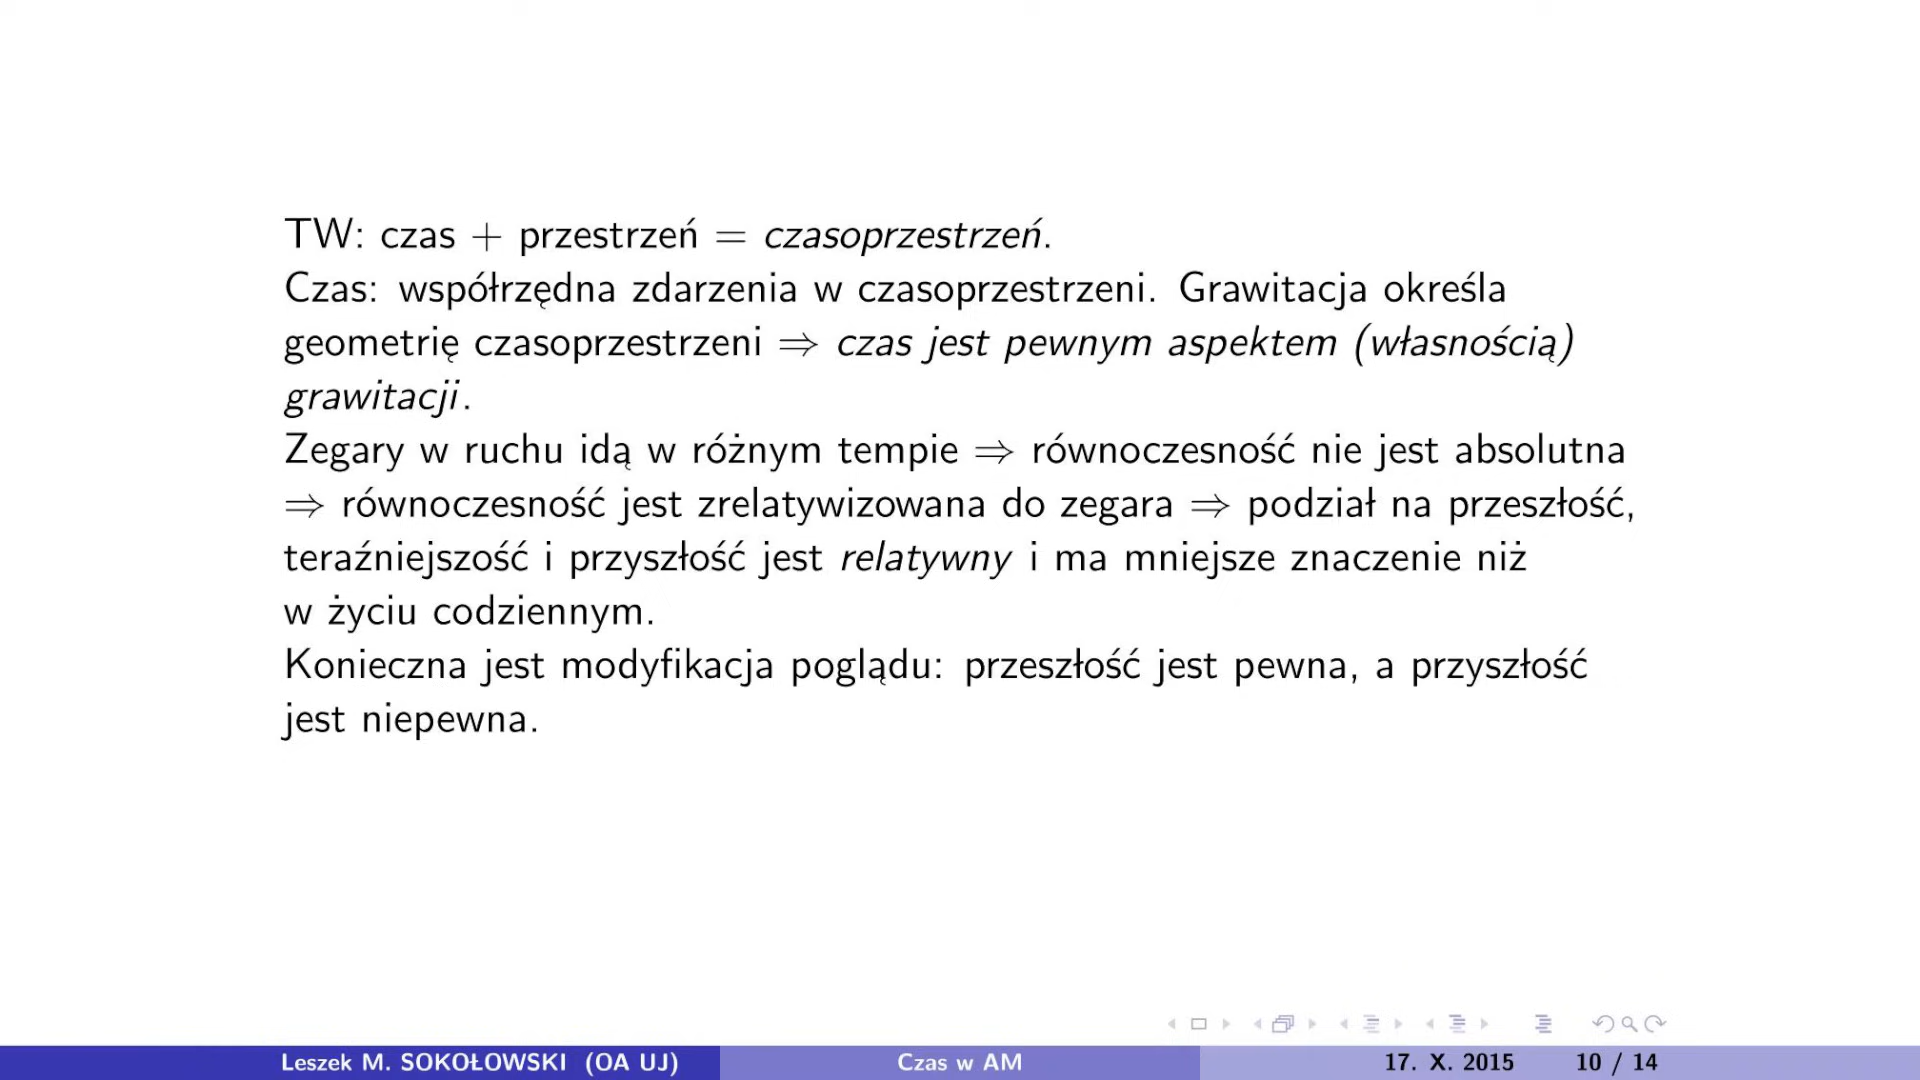 TW: czas + przestrzeń = czasoprzestrzeń.
Czas: współrzędna zdarzenia w czasoprzestrzeni. Grawitacja określa
geometrię czasoprzestrzeni ⇒ czas jest pewnym aspektem (własnością)
grawitacji.
Zegary w ruchu idą w różnym tempie ⇒ równoczesność nie jest absolutna
⇒ równoczesność jest zrelatywizowana do zegara ⇒ podział na przeszłość,
teraźniejszość i przyszłość jest relatywny i ma mniejsze znaczenie niż
w życiu codziennym.
Konieczna jest modyfikacja poglądu: przeszłość jest pewna, a przyszłość
jest niepewna.
Leszek M. SOKOŁOWSKI (OA UJ) Czas w AM 17. X. 2015 10 / 14